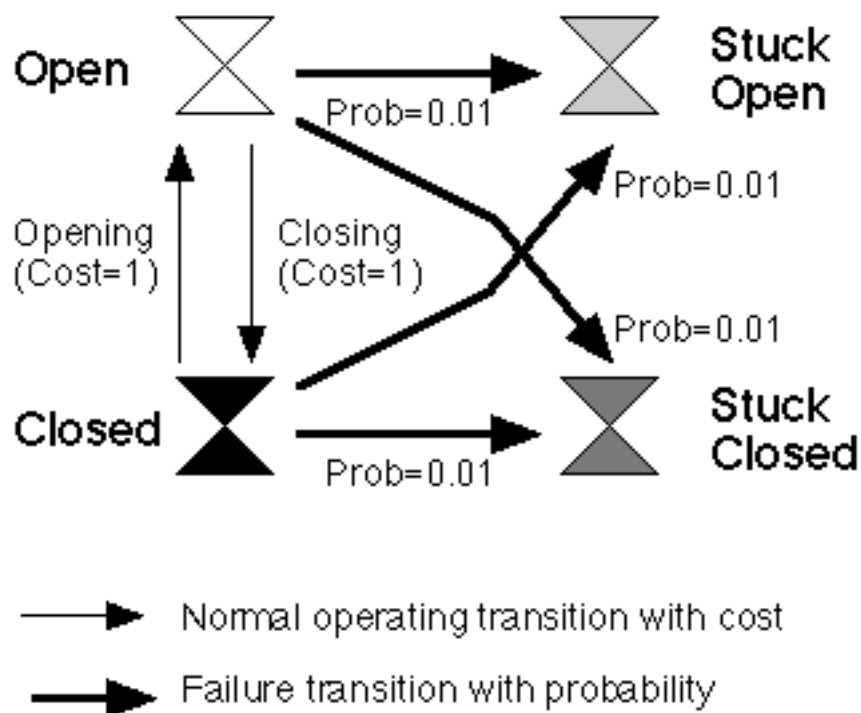 Open
Stuck
Open
Prob=0.01
Prob=0.01
Opening
(Cost=1)
Closing
(Cost=1)
Prob=0.01
Closed
Stuck
Closed
Prob=0.01
Normal operating transition with cost
Failure transition with probability